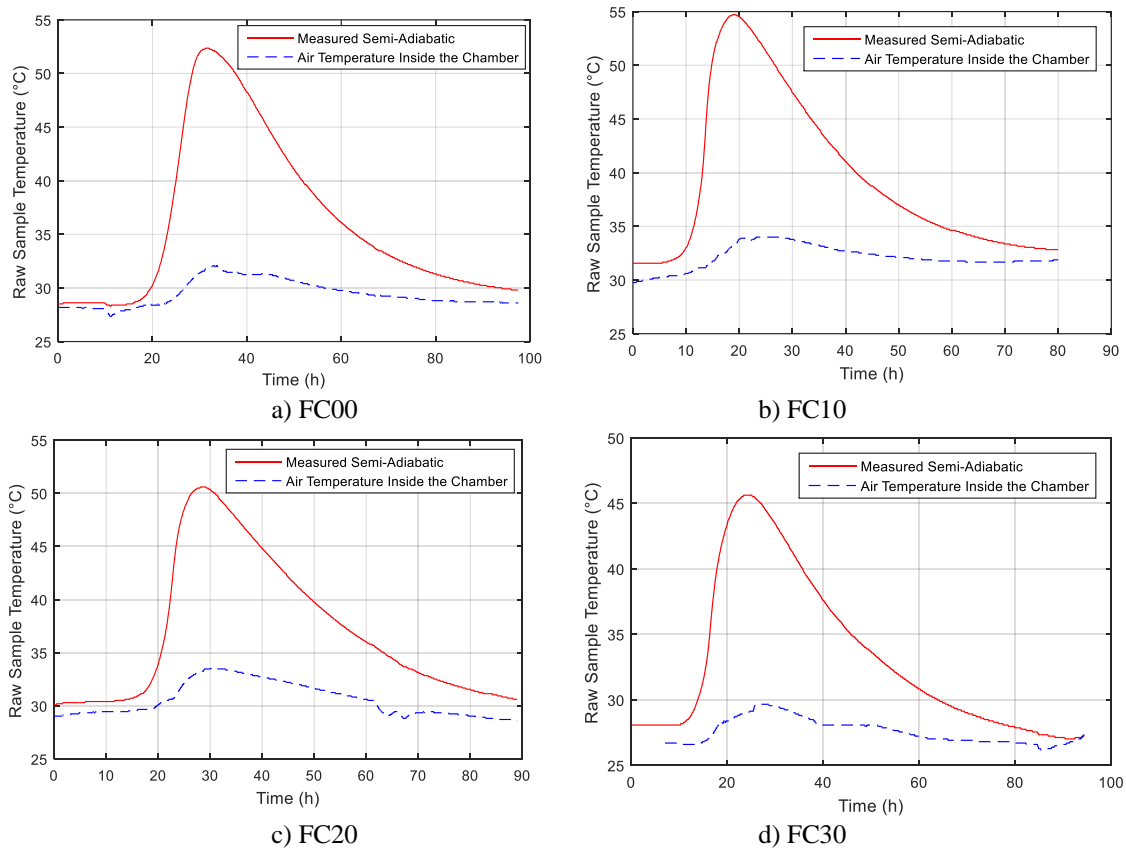 55
50
45
40
35
30
25
Raw Sample Temperature (°C)
Measured Semi-Adiabatic
Air Temperature Inside the Chamber
0 20 40 60 80 100
Time (h)
a) FC00
55
50
45
40
35
30
25
Raw Sample Temperature (°C)
Measured Semi-Adiabatic
Air Temperature Inside the Chamber
0 10 20 30 40 50 60 70 80 90
Time (h)
b) FC10
55
50
45
40
35
30
25
Raw Sample Temperature (°C)
Measured Semi-Adiabatic
Air Temperature Inside the Chamber
0 10 20 30 40 50 60 70 80 90
Time (h)
c) FC20
50
45
40
35
30
25
Raw Sample Temperature (°C)
Measured Semi-Adiabatic
Air Temperature Inside the Chamber
0 20 40 60 80 100
Time (h)
d) FC30